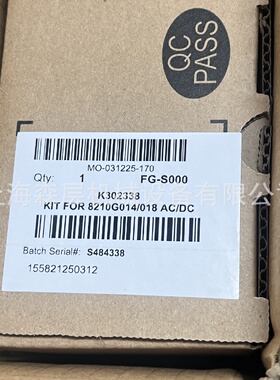 QC
PASS
MO-031225-170
Qty: 1 FG-S000
K302338
KIT FOR 8210G014/018 AC/DC
Batch Serial#: S484338
155821250312